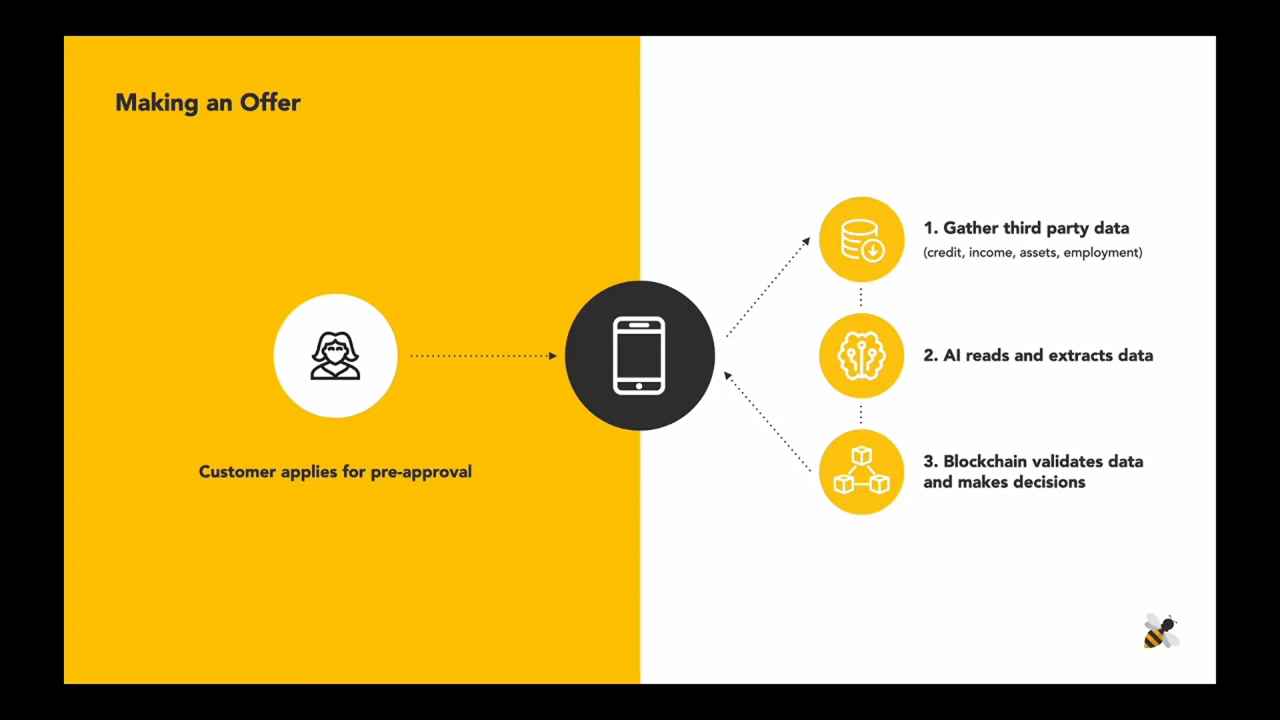 Making an Offer
Customer applies for pre-approval
1. Gather third party data
(credit, income, assets, employment)
2. AI reads and extracts data
3. Blockchain validates data
and makes decisions